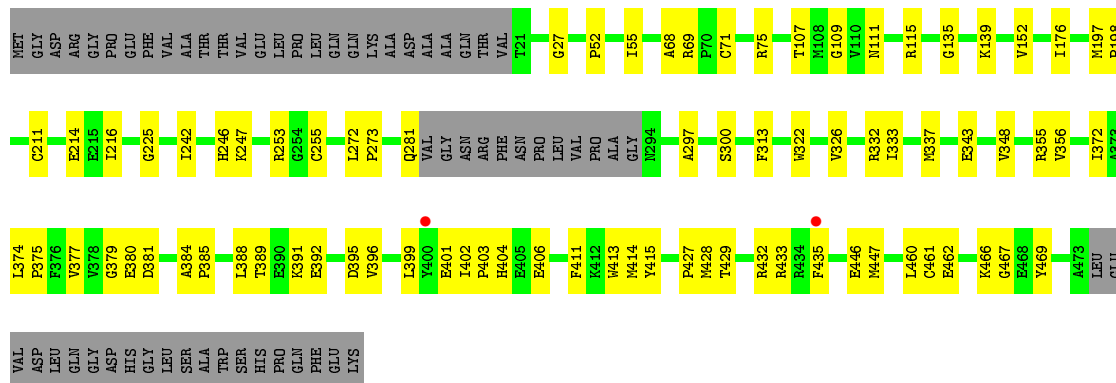 MET GLY ASP ARG GLY PRO GLU PHE VAL ALA THR THR VAL GLU LEU PRO LEU GLN GLN LYS ALA ASP ALA ALA GLN THR VAL T21 G27 P52 I55 A68 R69 P70 C71 R75 T107 M108 G109 V110 N111 R115 G135 K139 V152 I176 M197
C211 E214 E215 I216 G225 I242 H246 K247 R253 G254 C255 L272 P273 Q281 VAL GLY ASN ARG PHE ASN PRO LEU VAL PRO ALA GLY N294 A297 S300 F313 W322 V326 R332 I333 M337 E343 V348 R355 V356 I372
L374 P375 F376 V377 V378 G379 E380 D381 A384 P385 L388 T389 E390 K391 E392 D395 V396 L399 Y400 E401 I402 P403 H404 E405 E406 F411 K412 W413 M414 Y415 P427 M428 T429 R432 R433 R434 F435 E446 M447 L460 C461 E462 K466 G467 E468 Y469 A473 LEU
VAL ASP LEU GLN GLY ASP HIS GLY LEU SER ALA TRP SER HIS PRO GLN PHE GLU LYS